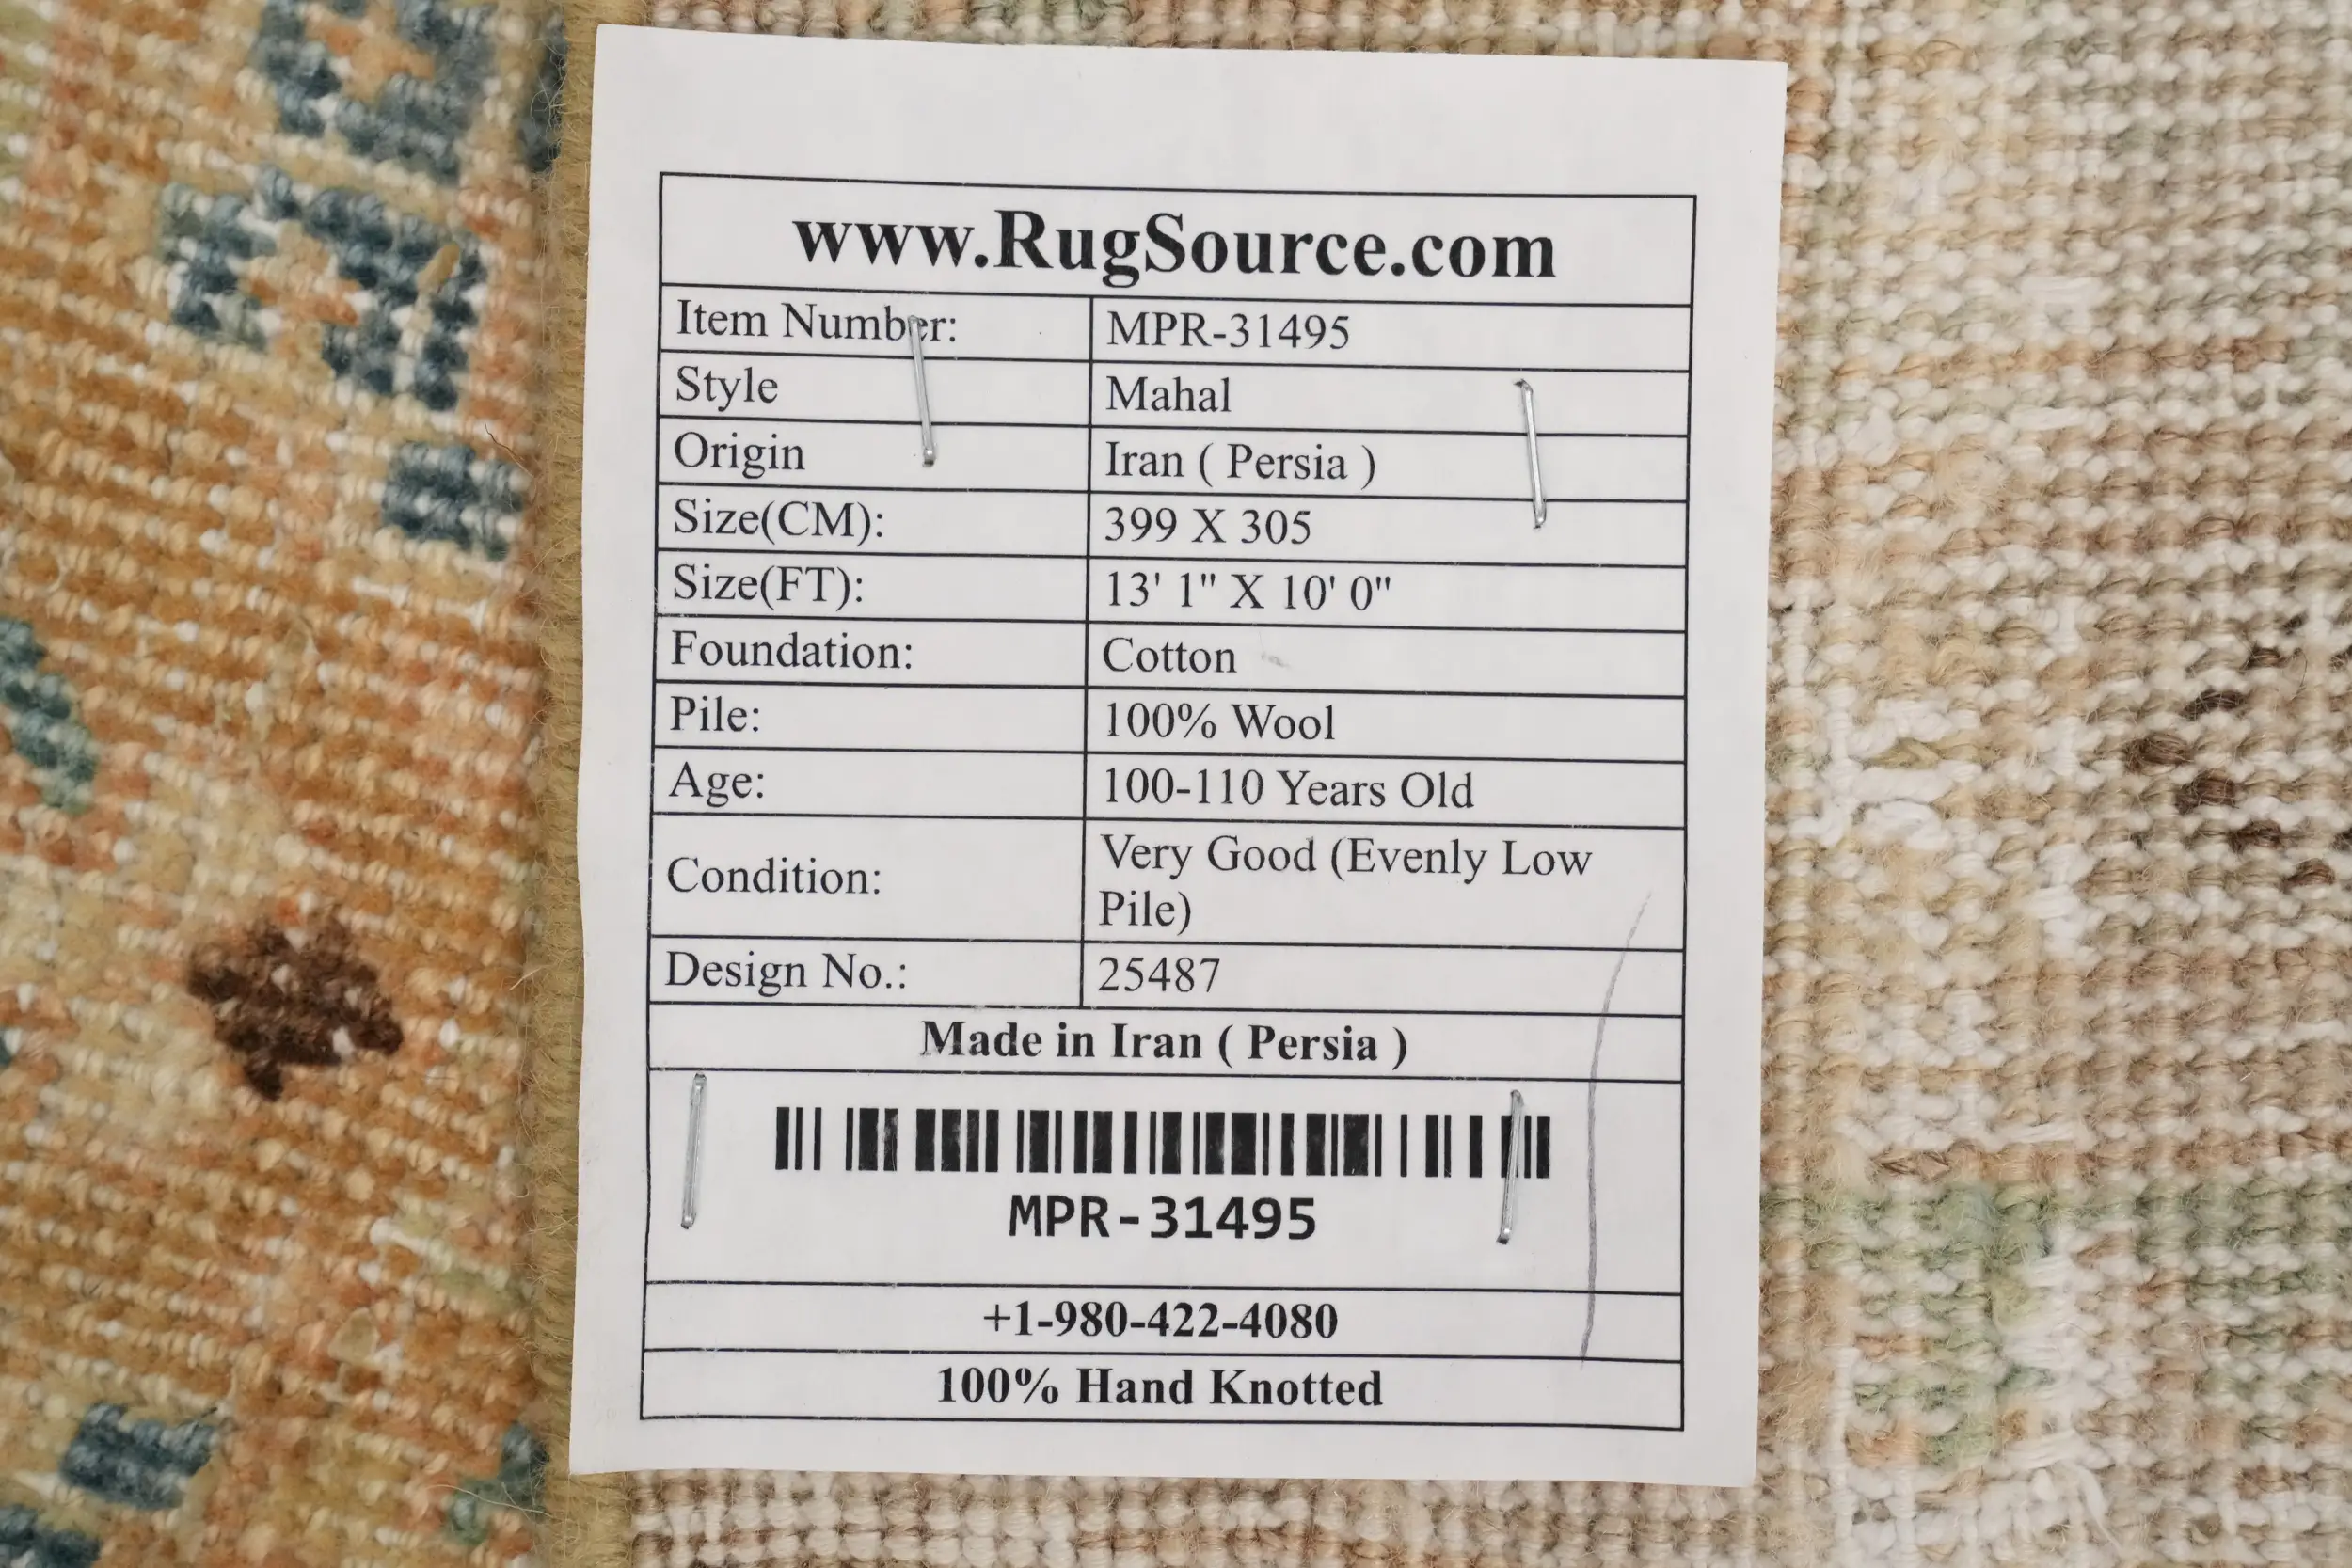 www.RugSource.com
Item Number: MPR-31495
Style Mahal
Origin Iran ( Persia )
Size(CM): 399 X 305
Size(FT): 13' 1" X 10' 0"
Foundation: Cotton
Pile: 100% Wool
Age: 100-110 Years Old
Condition: Very Good (Evenly Low
Pile)
Design No.: 25487
Made in Iran ( Persia )
MPR-31495
+1-980-422-4080
100% Hand Knotted